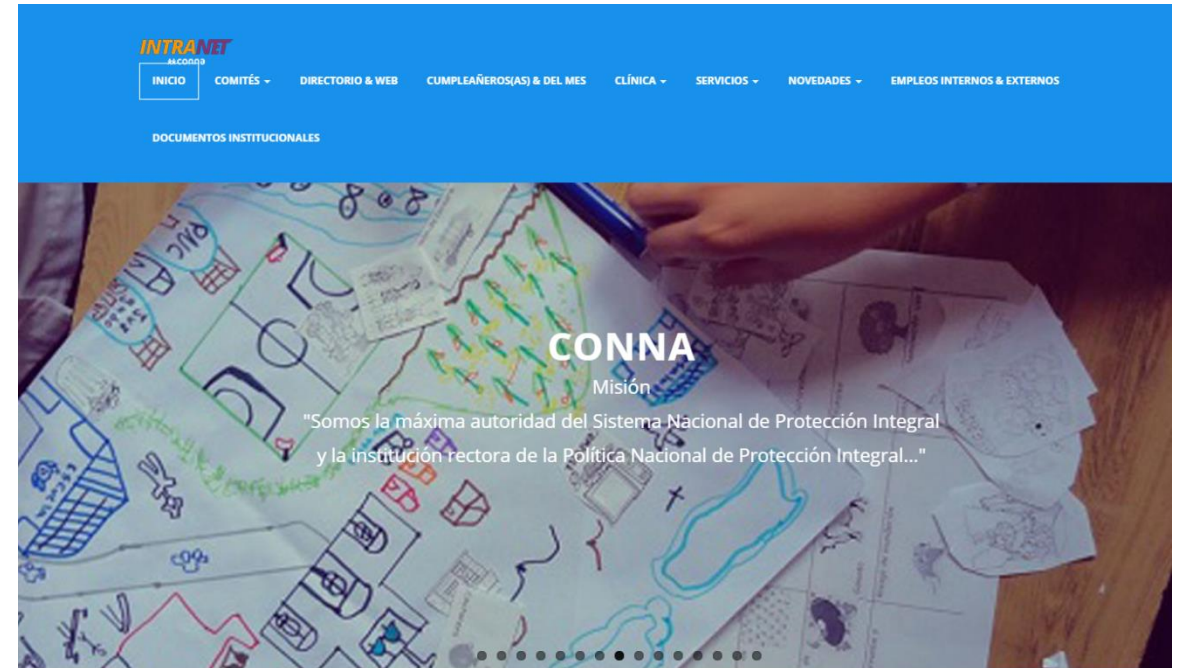 INTRANET
CONNA
INICIO
COMITÉS
DIRECTORIO & WEB
CUMPLEAÑEROS(AS) & DEL MES
CLÍNICA
SERVICIOS
NOVEDADES
EMPLEOS INTERNOS & EXTERNOS
DOCUMENTOS INSTITUCIONALES
CONNA
Misión
"Somos la máxima autoridad del Sistema Nacional de Protección Integral
y la institución rectora de la Política Nacional de Protección Integral..."